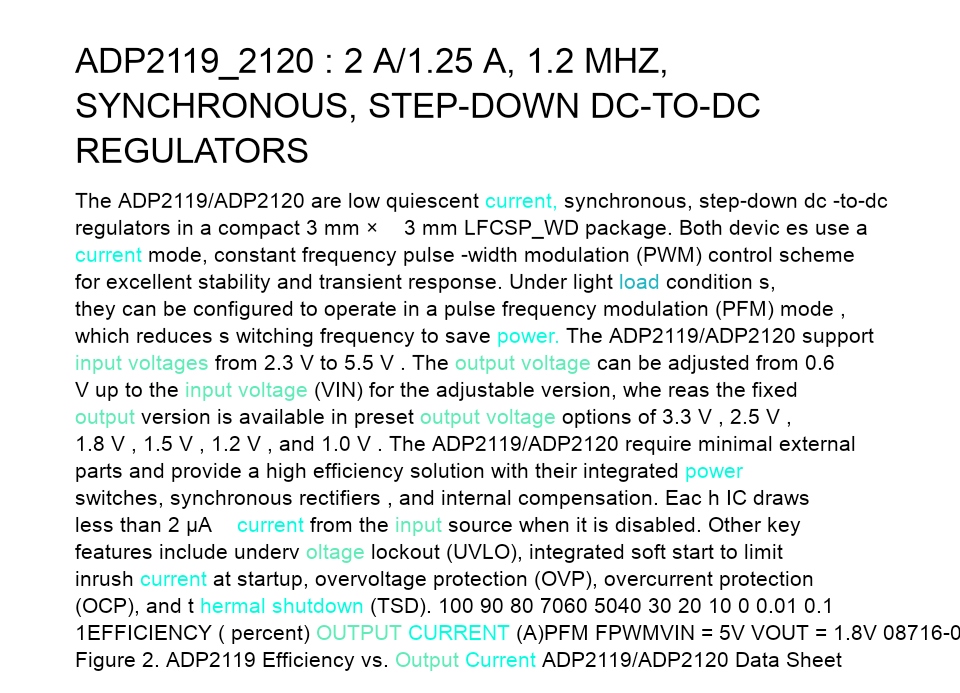 ADP2119_2120 : 2 A/1.25 A, 1.2 MHZ,
SYNCHRONOUS, STEP-DOWN DC-TO-DC
REGULATORS
The ADP2119/ADP2120 are low quiescent current, synchronous, step-down dc -to-dc
regulators in a compact 3 mm × 3 mm LFCSP_WD package. Both devic es use a
current mode, constant frequency pulse -width modulation (PWM) control scheme
for excellent stability and transient response. Under light load condition s,
they can be configured to operate in a pulse frequency modulation (PFM) mode ,
which reduces s witching frequency to save power. The ADP2119/ADP2120 support
input voltages from 2.3 V to 5.5 V . The output voltage can be adjusted from 0.6
V up to the input voltage (VIN) for the adjustable version, whe reas the fixed
output version is available in preset output voltage options of 3.3 V , 2.5 V ,
1.8 V , 1.5 V , 1.2 V , and 1.0 V . The ADP2119/ADP2120 require minimal external
parts and provide a high efficiency solution with their integrated power
switches, synchronous rectifiers , and internal compensation. Eac h IC draws
less than 2 μA current from the input source when it is disabled. Other key
features include underv oltage lockout (UVLO), integrated soft start to limit
inrush current at startup, overvoltage protection (OVP), overcurrent protection
(OCP), and t hermal shutdown (TSD). 100 90 80 7060 5040 30 20 10 0 0.01 0.1
1EFFICIENCY ( percent) OUTPUT CURRENT (A)PFM FPWMVIN = 5V VOUT = 1.8V 08716-0
Figure 2. ADP2119 Efficiency vs. Output Current ADP2119/ADP2120 Data Sheet